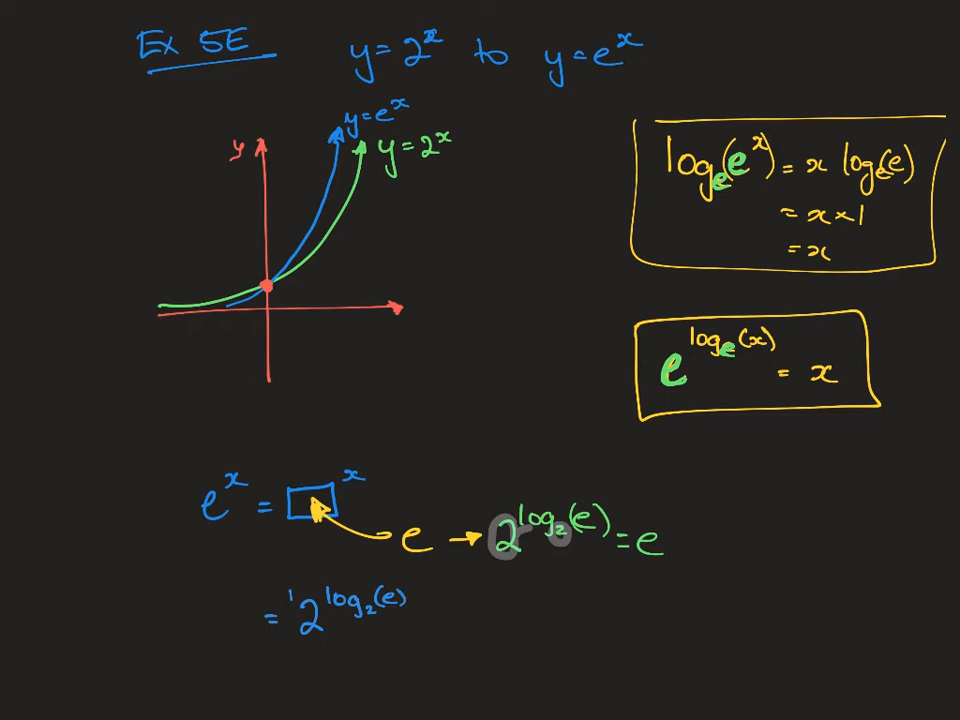 Ex 5E
y = 2^x to y = e^x
y = e^x
y = 2^x
y
log_e(e^x) = x log_e(e)
= x × 1
= x
e^{log_e(x)} = x
e^x = □^x
e → 2^{log_2(e)} = e
= 2^{log_2(e)}